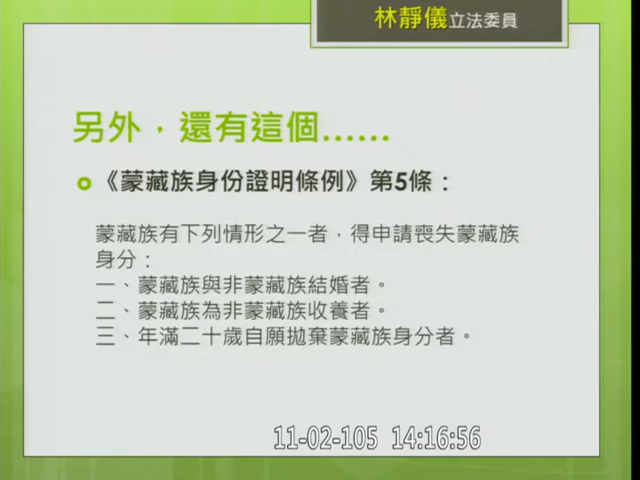 林靜儀立法委員
另外，還有這個......
《蒙藏族身份證明條例》第5條：
蒙藏族有下列情形之一者，得申請喪失蒙藏族
身分：
一、蒙藏族與非蒙藏族結婚者。
二、蒙藏族為非蒙藏族收養者。
三、年滿二十歲自願拋棄蒙藏族身分者。
11-02-105 14:16:56